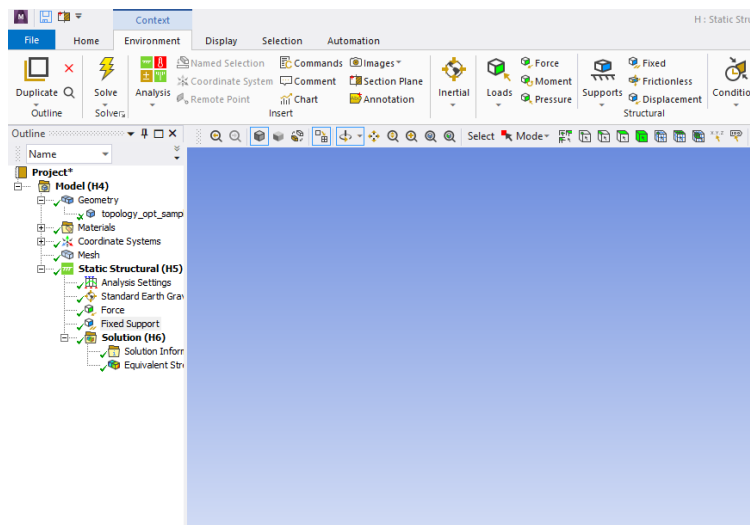 M
Context
H : Static Stru
File Home Environment Display Selection Automation
Duplicate
Outline
Solve
Solver
Analysis
Named Selection
Coordinate System
Remote Point
Commands
Comment
Chart
Images
Section Plane
Annotation
Insert
Inertial
Loads
Force
Moment
Pressure
Supports
Fixed
Frictionless
Displacement
Conditio
Structural
Outline
Select Mode
Name
Project*
Model (H4)
Geometry
topology_opt_samp
Materials
Coordinate Systems
Mesh
Static Structural (H5)
Analysis Settings
Standard Earth Grav
Force
Fixed Support
Solution (H6)
Solution Inform
Equivalent Stre